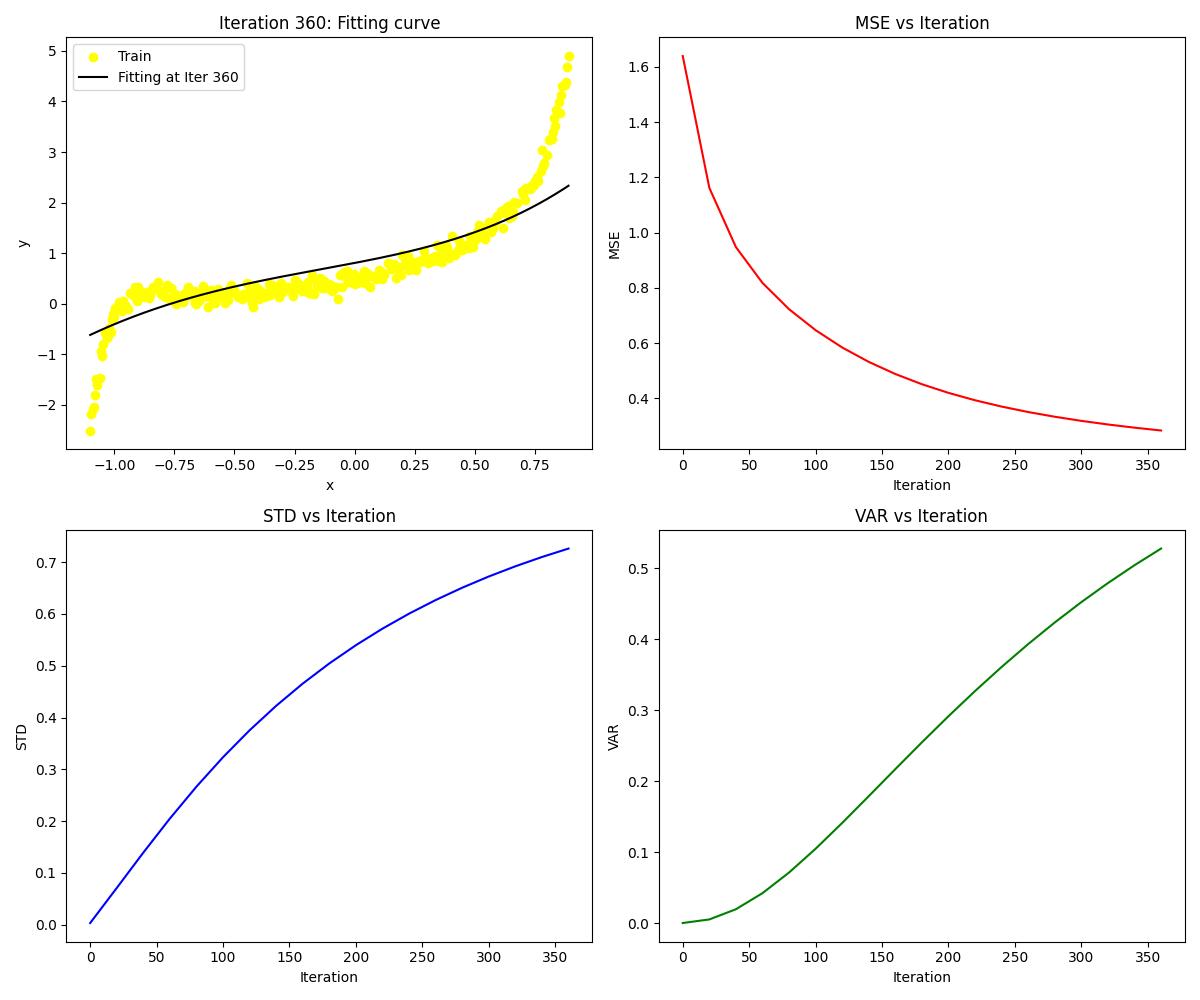 Iteration 360: Fitting curve
Train
Fitting at Iter 360
y
5
4
3
2
1
0
−1
−2
−1.00 −0.75 −0.50 −0.25 0.00 0.25 0.50 0.75
x
MSE vs Iteration
MSE
1.6
1.4
1.2
1.0
0.8
0.6
0.4
0 50 100 150 200 250 300 350
Iteration
STD vs Iteration
STD
0.7
0.6
0.5
0.4
0.3
0.2
0.1
0.0
0 50 100 150 200 250 300 350
Iteration
VAR vs Iteration
VAR
0.5
0.4
0.3
0.2
0.1
0.0
0 50 100 150 200 250 300 350
Iteration